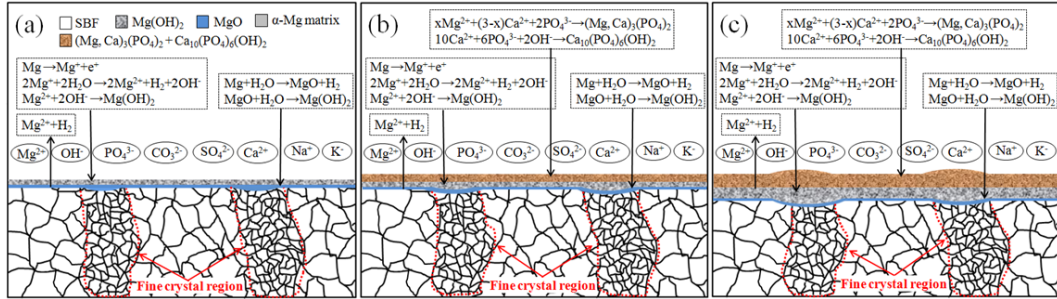 (a)
SBF
Mg(OH)₂
MgO
α-Mg matrix
(Mg, Ca)₃(PO₄)₂ + Ca₁₀(PO₄)₆(OH)₂
Mg→Mg⁺+e⁺
2Mg⁺+2H₂O→2Mg²⁺+H₂+2OH⁻
Mg²⁺+2OH⁻→Mg(OH)₂
Mg+H₂O→MgO+H₂
MgO+H₂O→Mg(OH)₂
Mg²⁺+H₂
Mg²⁺ OH⁻ PO₄³⁻ CO₃²⁻ SO₄²⁻ Ca²⁺ Na⁺ K⁻
Fine crystal region
(b)
xMg²⁺+(3-x)Ca²⁺+2PO₄³⁻→(Mg, Ca)₃(PO₄)₂
10Ca²⁺+6PO₄³⁻+2OH⁻→Ca₁₀(PO₄)₆(OH)₂
Mg→Mg⁺+e⁺
2Mg⁺+2H₂O→2Mg²⁺+H₂+2OH⁻
Mg²⁺+2OH⁻→Mg(OH)₂
Mg+H₂O→MgO+H₂
MgO+H₂O→Mg(OH)₂
Mg²⁺+H₂
Mg²⁺ OH⁻ PO₄³⁻ CO₃²⁻ SO₄²⁻ Ca²⁺ Na⁺ K⁻
Fine crystal region
(c)
xMg²⁺+(3-x)Ca²⁺+2PO₄³⁻→(Mg, Ca)₃(PO₄)₂
10Ca²⁺+6PO₄³⁻+2OH⁻→Ca₁₀(PO₄)₆(OH)₂
Mg→Mg⁺+e⁺
2Mg⁺+2H₂O→2Mg²⁺+H₂+2OH⁻
Mg²⁺+2OH⁻→Mg(OH)₂
Mg+H₂O→MgO+H₂
MgO+H₂O→Mg(OH)₂
Mg²⁺+H₂
Mg²⁺ OH⁻ PO₄³⁻ CO₃²⁻ SO₄²⁻ Ca²⁺ Na⁺ K⁻
Fine crystal region